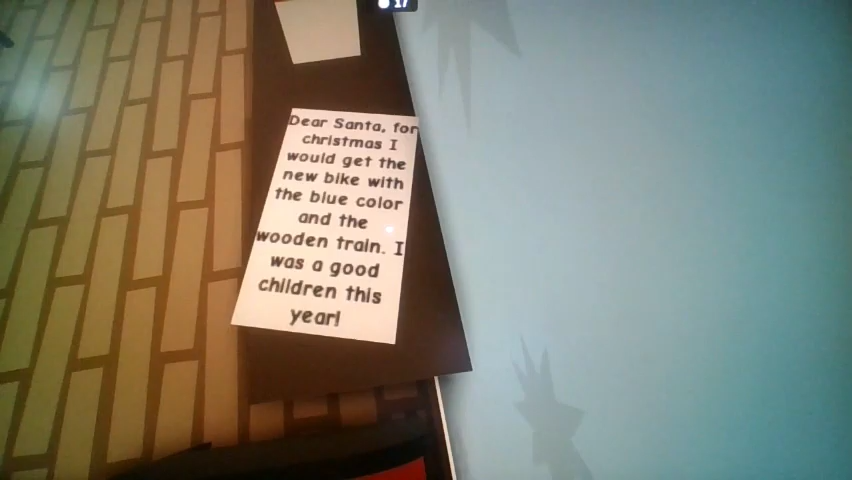 17
Dear Santa, for
christmas I
would get the
new bike with
the blue color
and the
wooden train. I
was a good
children this
year!